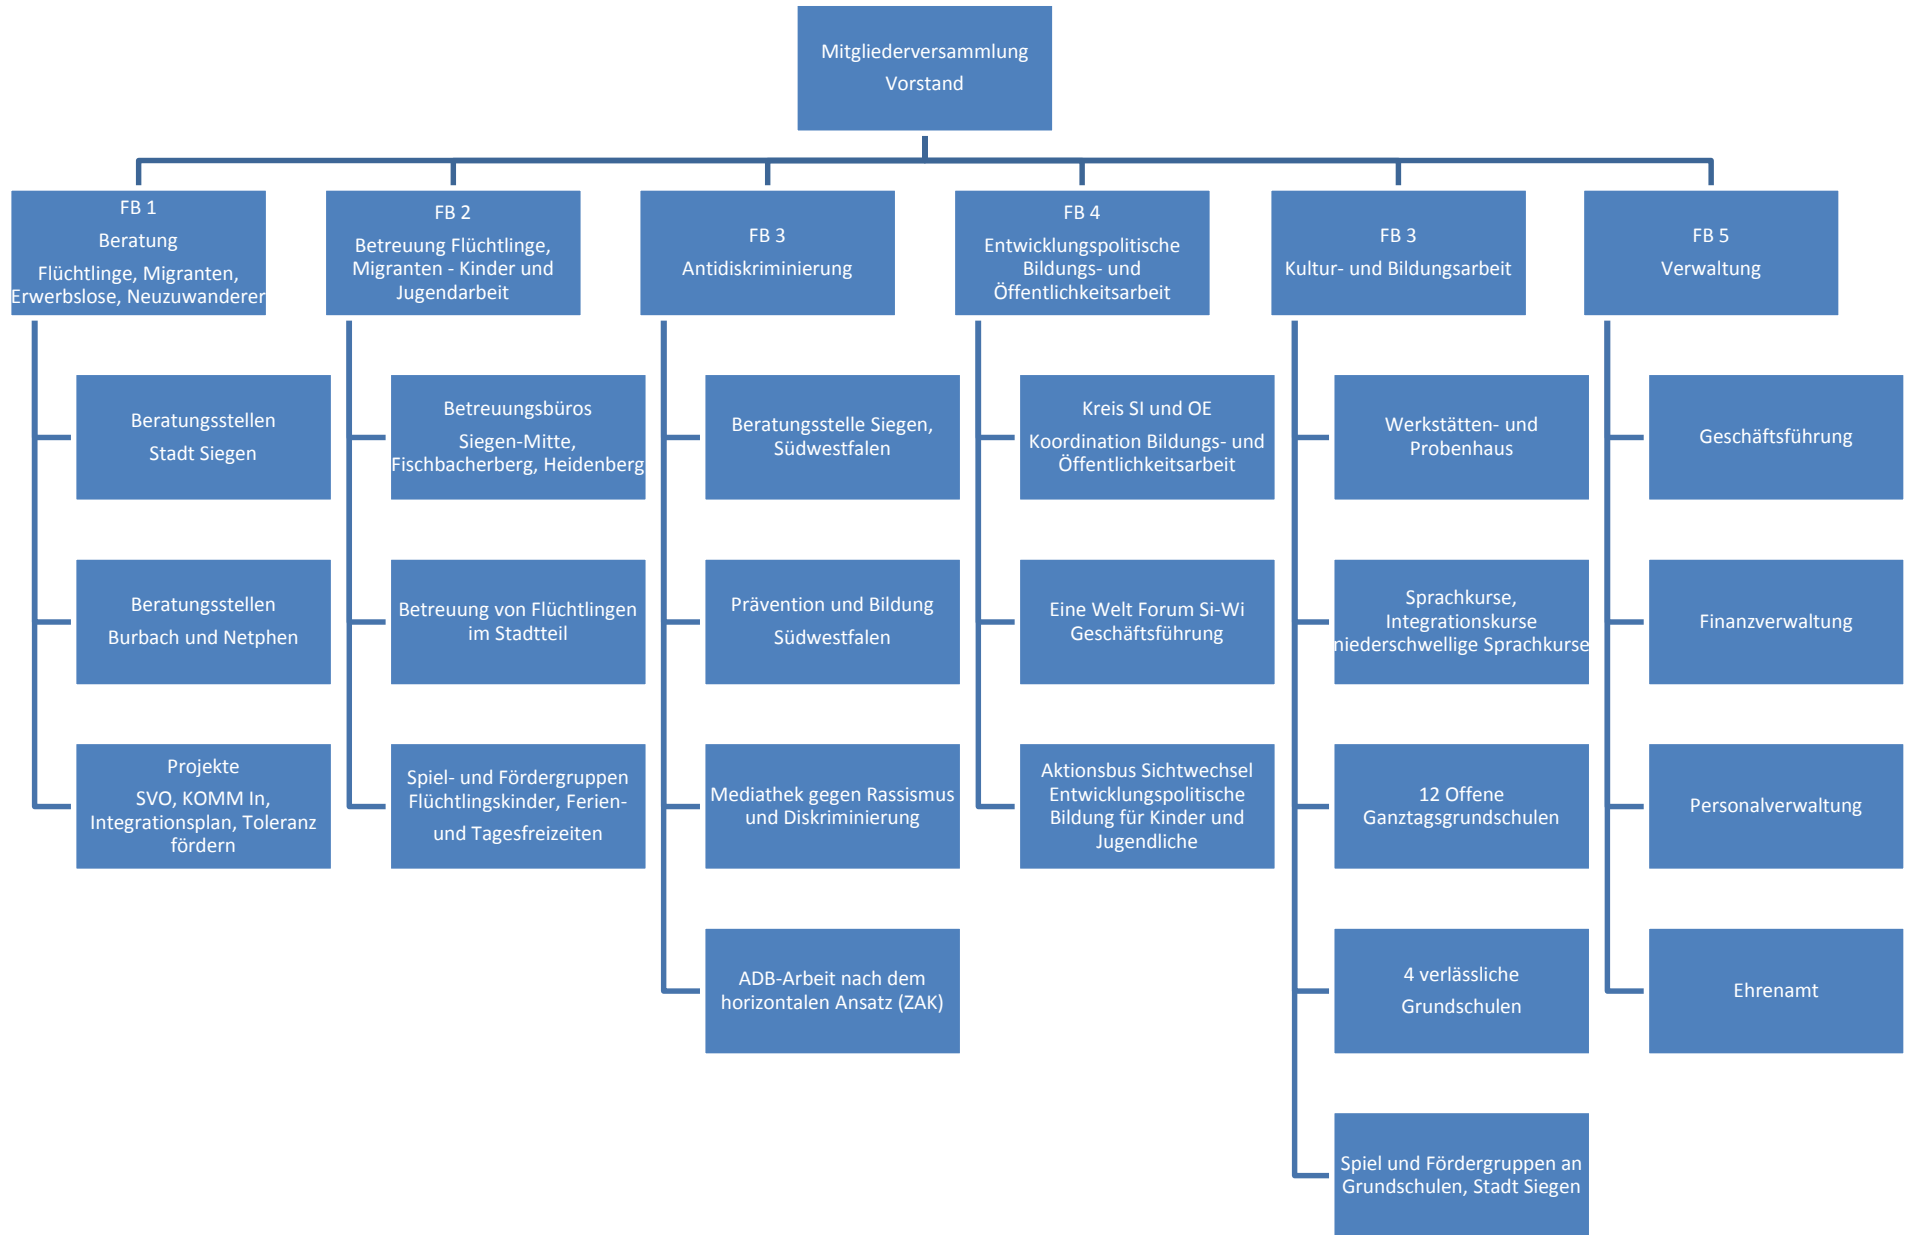 Mitgliederversammlung
Vorstand
FB 1
Beratung
Flüchtlinge, Migranten,
Erwerbslose, Neuzuwanderer
FB 2
Betreuung Flüchtlinge,
Migranten - Kinder und
Jugendarbeit
FB 3
Antidiskriminierung
FB 4
Entwicklungspolitische
Bildungs- und
Öffentlichkeitsarbeit
FB 3
Kultur- und Bildungsarbeit
FB 5
Verwaltung
Beratungsstellen
Stadt Siegen
Beratungsstellen
Burbach und Netphen
Projekte
SVO, KOMM In,
Integrationsplan, Toleranz
fördern
Betreuungsbüros
Siegen-Mitte,
Fischbacherberg, Heidenberg
Betreuung von Flüchtlingen
im Stadtteil
Spiel- und Fördergruppen
Flüchtlingskinder, Ferien-
und Tagesfreizeiten
Beratungsstelle Siegen,
Südwestfalen
Prävention und Bildung
Südwestfalen
Mediathek gegen Rassismus
und Diskriminierung
ADB-Arbeit nach dem
horizontalen Ansatz (ZAK)
Kreis SI und OE
Koordination Bildungs- und
Öffentlichkeitsarbeit
Eine Welt Forum Si-Wi
Geschäftsführung
Aktionsbus Sichtwechsel
Entwicklungspolitische
Bildung für Kinder und
Jugendliche
Werkstätten- und
Probenhaus
Sprachkurse,
Integrationskurse
niederschwellige Sprachkurse
12 Offene
Ganztagsgrundschulen
4 verlässliche
Grundschulen
Spiel und Fördergruppen an
Grundschulen, Stadt Siegen
Geschäftsführung
Finanzverwaltung
Personalverwaltung
Ehrenamt